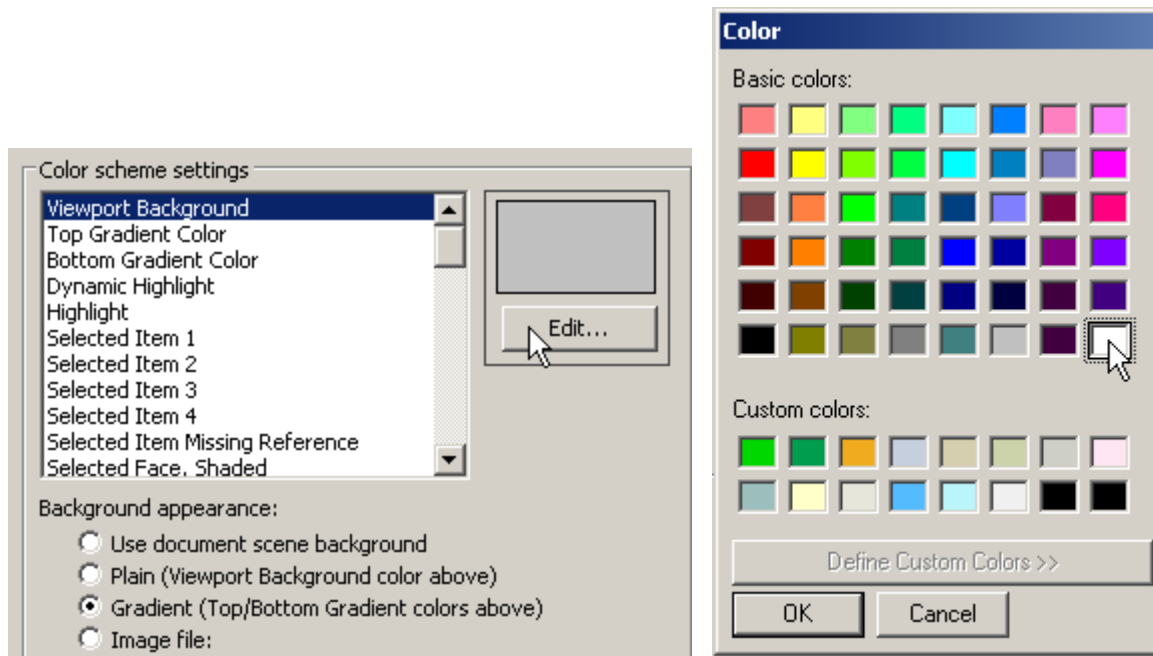 Color scheme settings
Viewport Background
Top Gradient Color
Bottom Gradient Color
Dynamic Highlight
Highlight
Selected Item 1
Selected Item 2
Selected Item 3
Selected Item 4
Selected Item Missing Reference
Selected Face, Shaded
Edit...
Background appearance:
Use document scene background
Plain (Viewport Background color above)
Gradient (Top/Bottom Gradient colors above)
Image file:
Color
Basic colors:
Custom colors:
Define Custom Colors >>
OK
Cancel